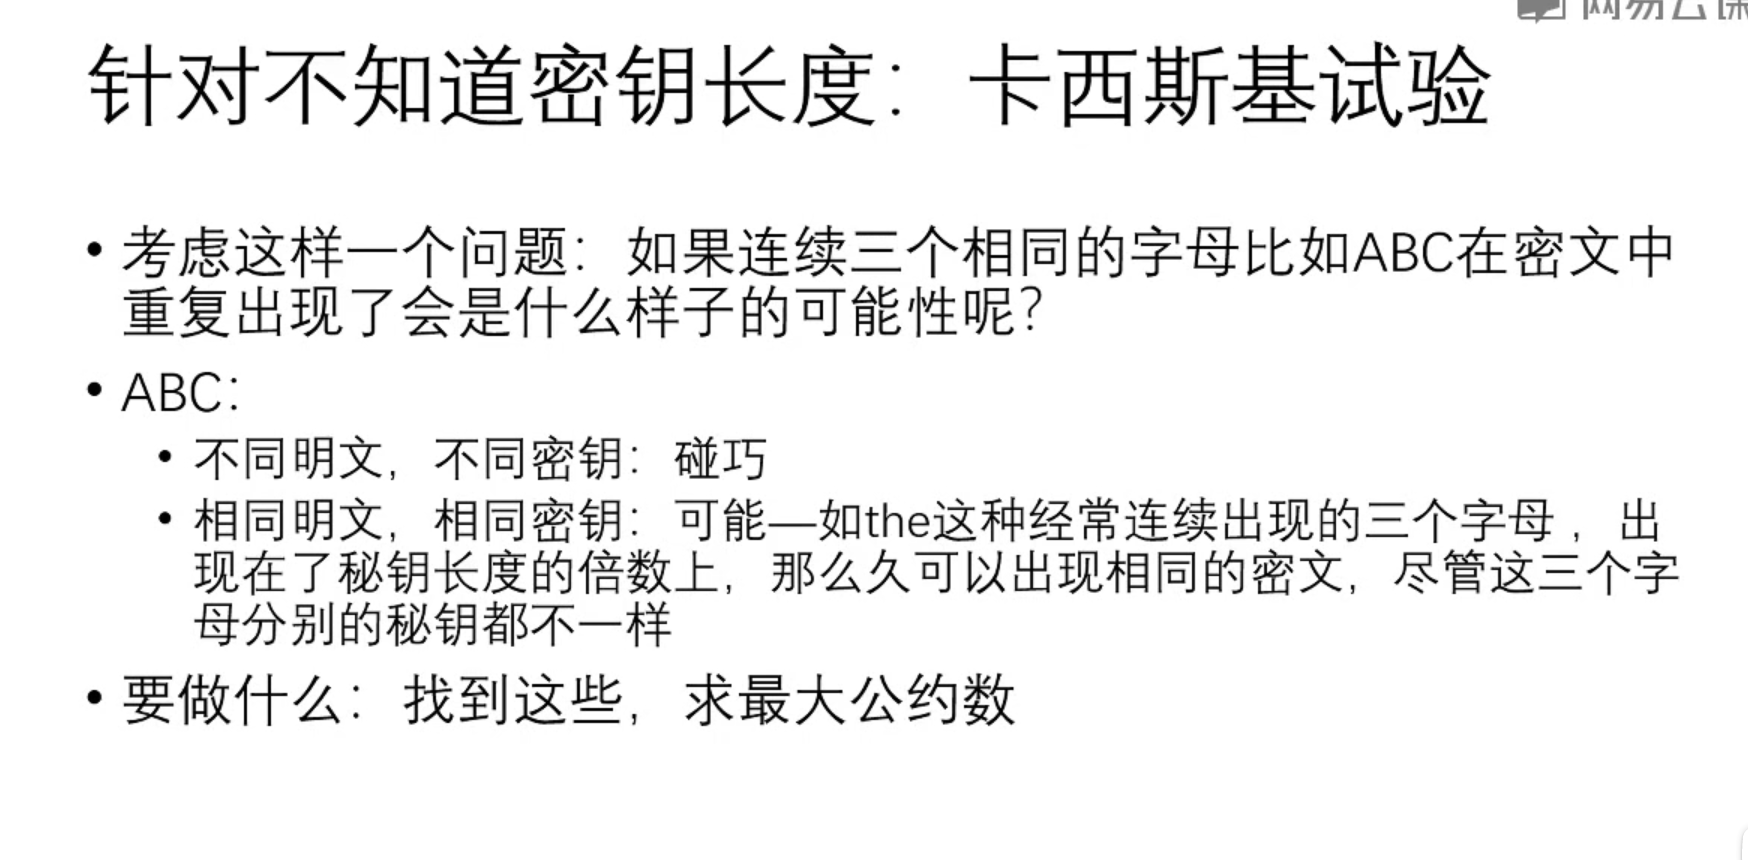 针对不知道密钥长度：卡西斯基试验
• 考虑这样一个问题：如果连续三个相同的字母比如ABC在密文中
重复出现了会是什么样子的可能性呢？
• ABC：
• 不同明文，不同密钥：碰巧
• 相同明文，相同密钥：可能—如the这种经常连续出现的三个字母，出
现在了秘钥长度的倍数上，那么久可以出现相同的密文，尽管这三个字
母分别的秘钥都不一样
• 要做什么：找到这些，求最大公约数